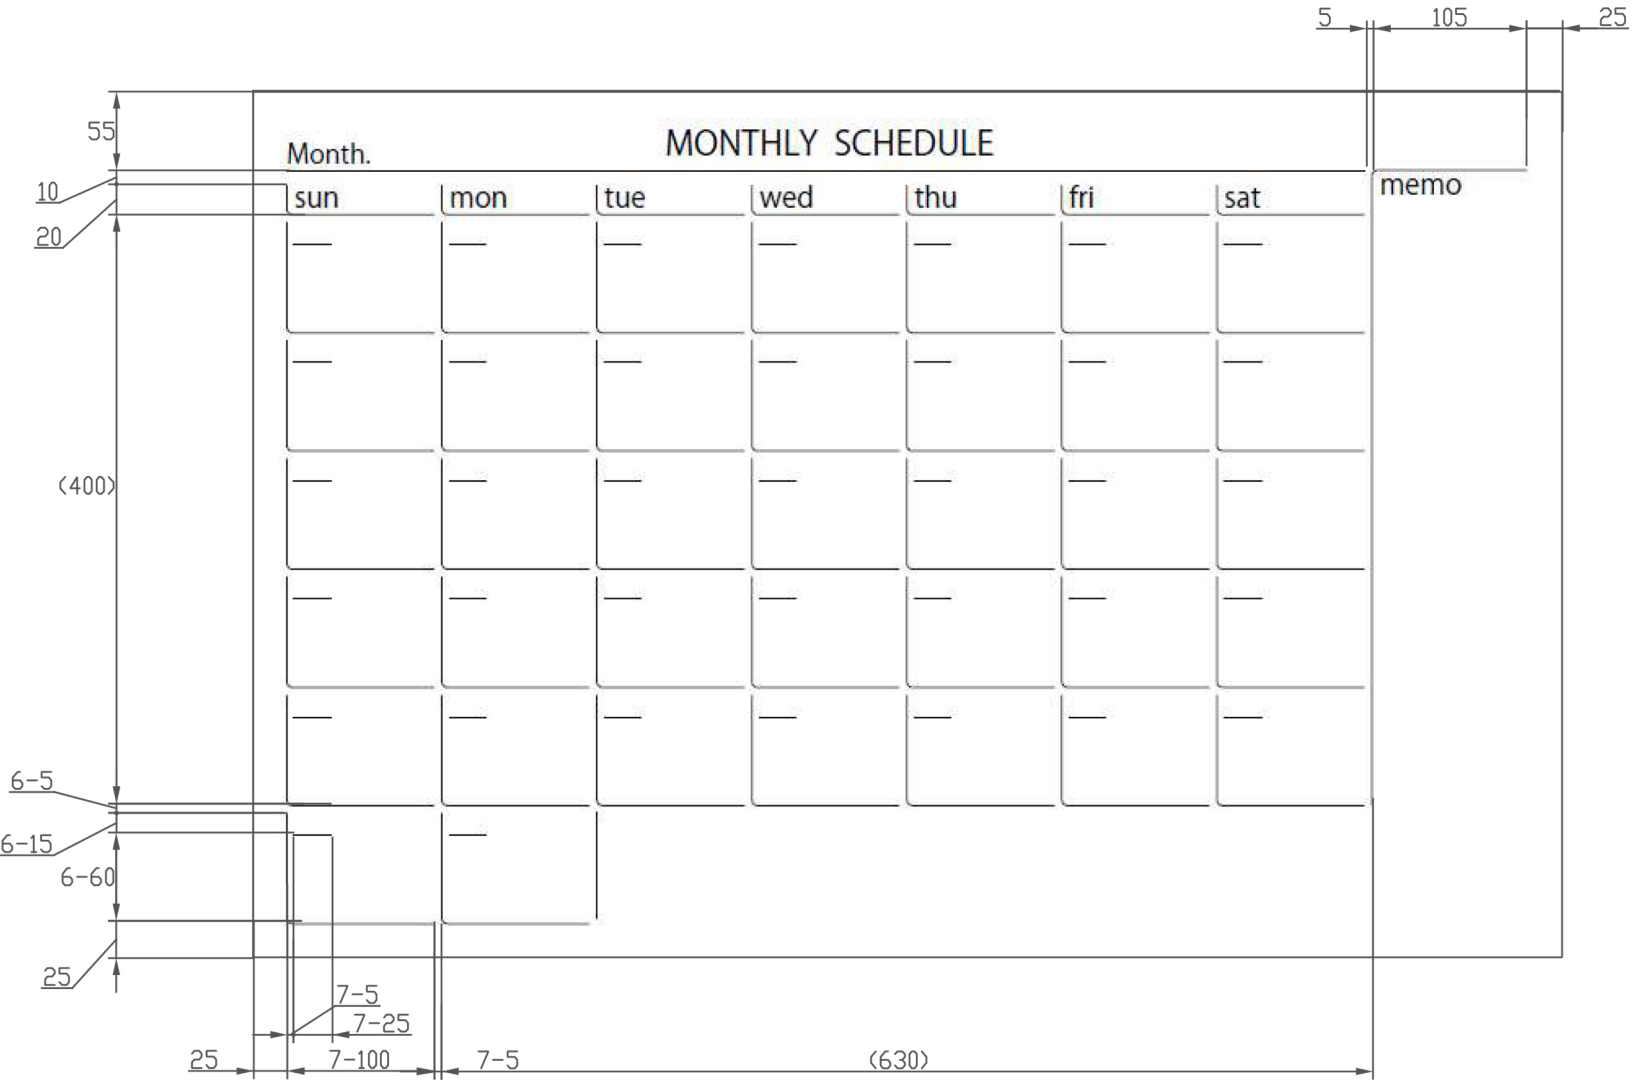 5 105 25
55
MONTHLY SCHEDULE
Month.
10
sun mon tue wed thu fri sat memo
20
(400)
6-5
6-15
6-60
25
7-5
7-25
25 7-100 7-5 (630)